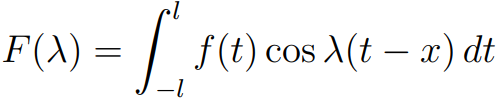 F(λ) = ∫_{-l}^{l} f(t) cos λ(t − x) dt